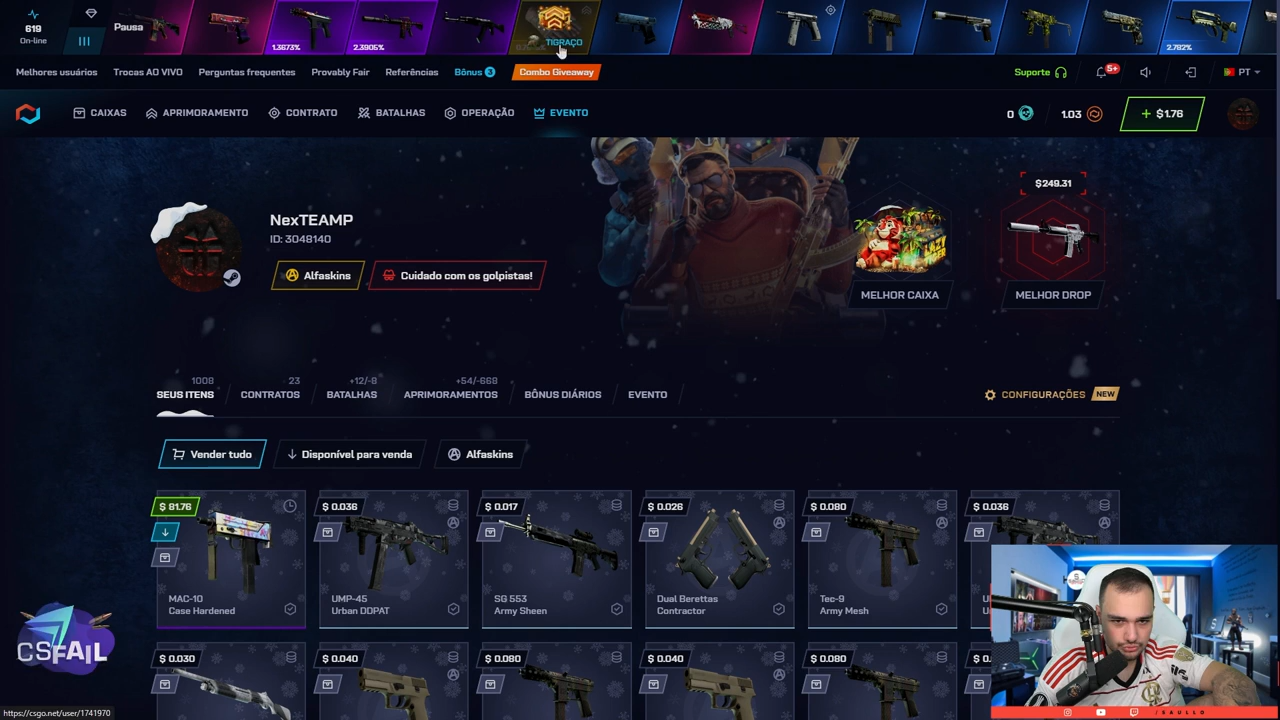 619
On-line
Pausa
1.3673%
2.3905%
TIGRAÇO
2.782%
Melhores usuários
Trocas AO VIVO
Perguntas frequentes
Provably Fair
Referências
Bônus 3
Combo Giveaway
Suporte
5+
PT
CAIXAS
APRIMORAMENTO
CONTRATO
BATALHAS
OPERAÇÃO
EVENTO
0
1.03
+ $1.76
NexTEAMP
ID: 3048140
Alfaskins
Cuidado com os golpistas!
MELHOR CAIXA
$249.31
MELHOR DROP
1008
SEUS ITENS
23
CONTRATOS
+12/-8
BATALHAS
+54/-668
APRIMORAMENTOS
BÔNUS DIÁRIOS
EVENTO
CONFIGURAÇÕES NEW
Vender tudo
Disponível para venda
Alfaskins
$ 81.76
MAC-10
Case Hardened
$ 0.036
UMP-45
Urban DDPAT
$ 0.017
SG 553
Army Sheen
$ 0.026
Dual Berettas
Contractor
$ 0.080
Tec-9
Army Mesh
$ 0.036
$ 0.030
$ 0.040
$ 0.080
$ 0.040
$ 0.080
CSFAIL
/SAULLO
https://csgo.net/user/1741970